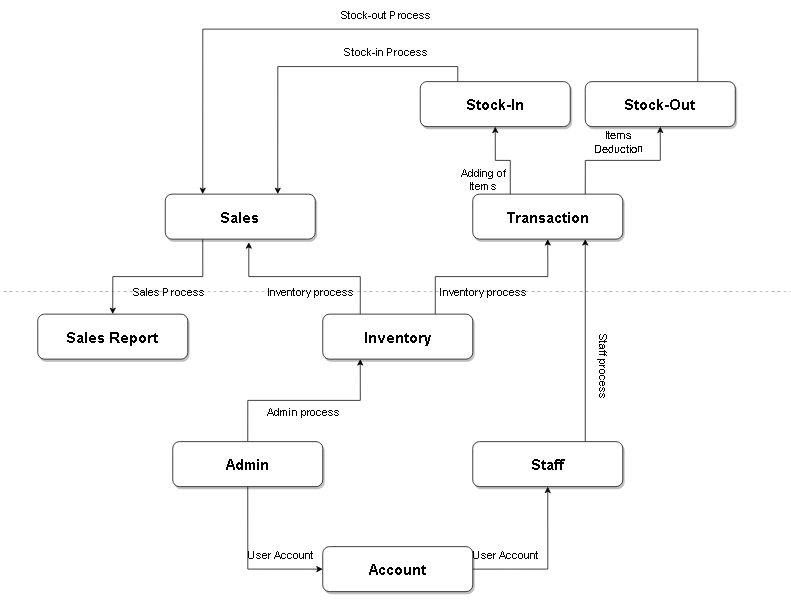 Stock-out Process
Stock-in Process
Stock-In
Stock-Out
Items
Deduction
Adding of
Items
Sales
Transaction
Sales Process
Inventory process
Inventory process
Sales Report
Inventory
Staff process
Admin process
Admin
Staff
User Account
User Account
Account